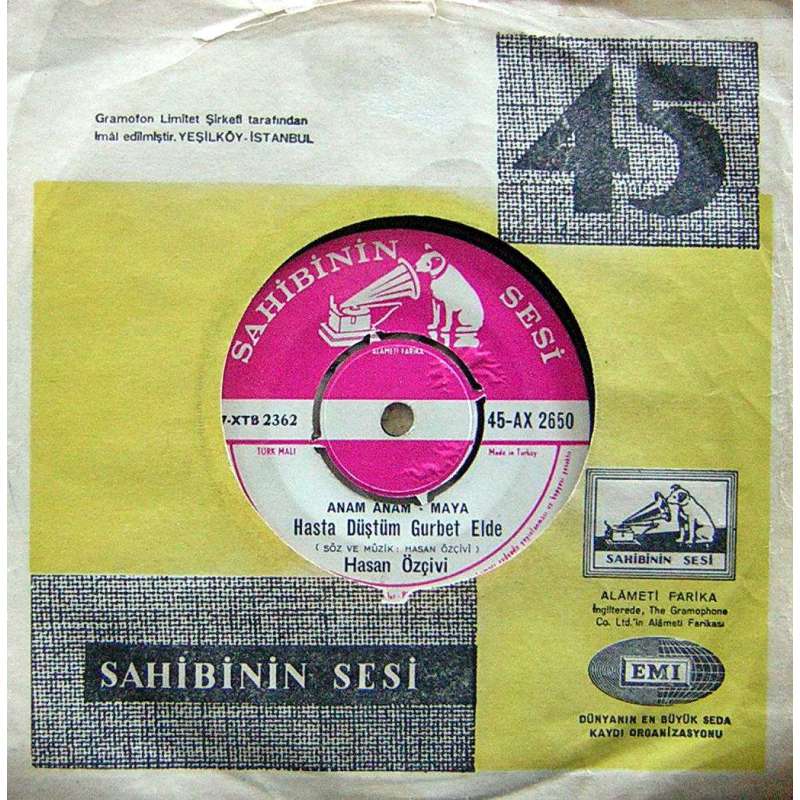 Gramofon Limitet Şirketi tarafından
imâl edilmiştir. YEŞİLKÖY-İSTANBUL
45
SAHİBİNİN SESİ
ALÂMETİ FARİKA
7-XTB 2362
45-AX 2650
TÜRK MALI
Made in Turkey
ANAM ANAM - MAYA
Hasta Düştüm Gurbet Elde
( SÖZ VE MÜZİK: HASAN ÖZÇİVİ )
Hasan Özçivi
SAHİBİNİN SESİ
SAHİBİNİN SESİ
ALÂMETİ FARİKA
İngilterede, The Gramophone
Co. Ltd.'in Alâmeti Farikası
EMI
DÜNYANIN EN BÜYÜK SEDA
KAYDI ORGANİZASYONU